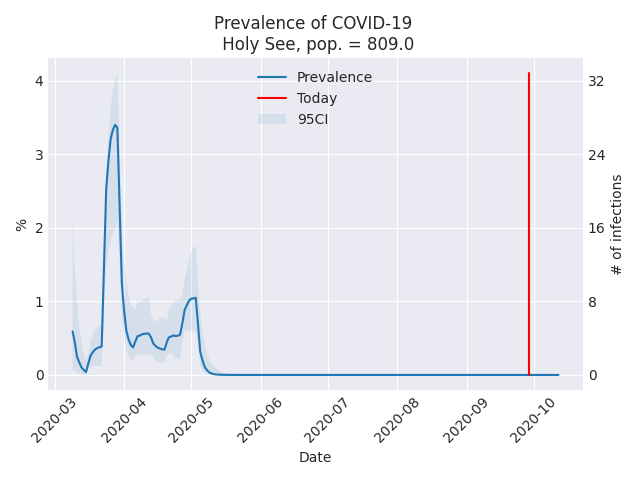 Prevalence of COVID-19
Holy See, pop. = 809.0
Prevalence
Today
95CI
4
3
2
1
0
%
32
24
16
8
0
# of infections
2020-03
2020-04
2020-05
2020-06
2020-07
2020-08
2020-09
2020-10
Date